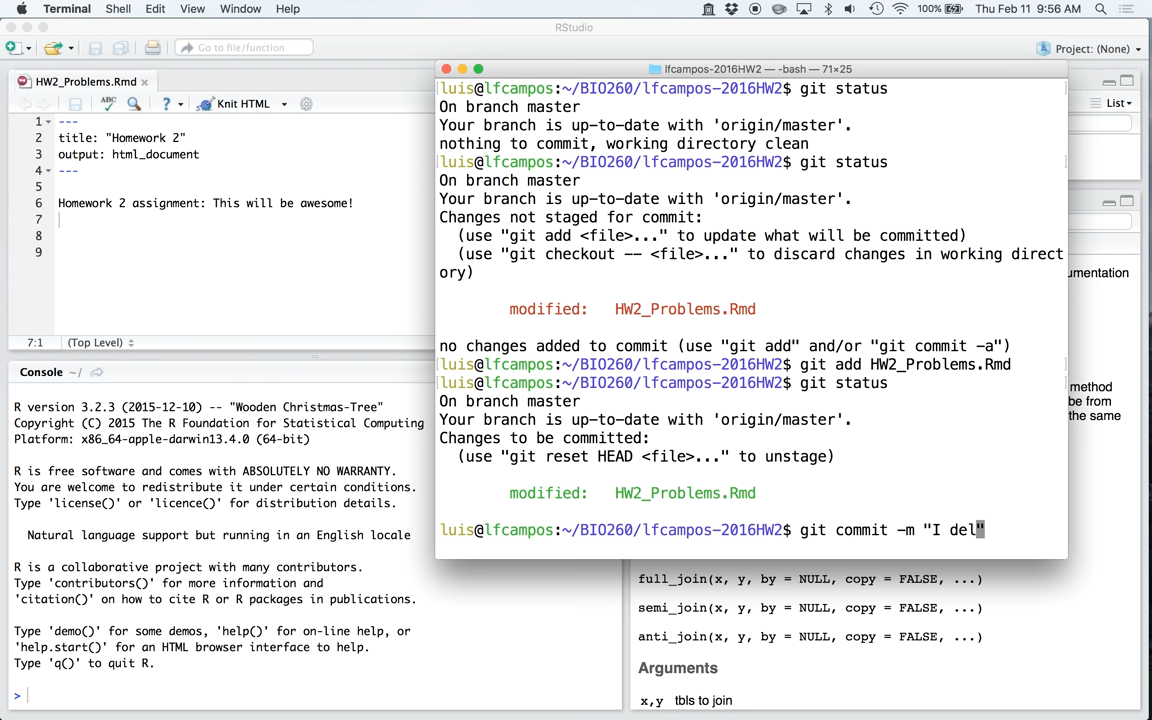 Terminal Shell Edit View Window Help 100% Thu Feb 11 9:56 AM
RStudio
Go to file/function
Project: (None)
HW2_Problems.Rmd
ABC
? Knit HTML
1 ---
2 title: "Homework 2"
3 output: html_document
4 ---
5
6 Homework 2 assignment: This will be awesome!
7
8
9
7:1 (Top Level)
Console ~/
R version 3.2.3 (2015-12-10) -- "Wooden Christmas-Tree"
Copyright (C) 2015 The R Foundation for Statistical Computing
Platform: x86_64-apple-darwin13.4.0 (64-bit)
R is free software and comes with ABSOLUTELY NO WARRANTY.
You are welcome to redistribute it under certain conditions.
Type 'license()' or 'licence()' for distribution details.
Natural language support but running in an English locale
R is a collaborative project with many contributors.
Type 'contributors()' for more information and
'citation()' on how to cite R or R packages in publications.
Type 'demo()' for some demos, 'help()' for on-line help, or
'help.start()' for an HTML browser interface to help.
Type 'q()' to quit R.
>
lfcampos-2016HW2 — -bash — 71×25
luis@lfcampos:~/BIO260/lfcampos-2016HW2$ git status
On branch master
Your branch is up-to-date with 'origin/master'.
nothing to commit, working directory clean
luis@lfcampos:~/BIO260/lfcampos-2016HW2$ git status
On branch master
Your branch is up-to-date with 'origin/master'.
Changes not staged for commit:
(use "git add <file>..." to update what will be committed)
(use "git checkout -- <file>..." to discard changes in working direct
ory)
modified: HW2_Problems.Rmd
no changes added to commit (use "git add" and/or "git commit -a")
luis@lfcampos:~/BIO260/lfcampos-2016HW2$ git add HW2_Problems.Rmd
luis@lfcampos:~/BIO260/lfcampos-2016HW2$ git status
On branch master
Your branch is up-to-date with 'origin/master'.
Changes to be committed:
(use "git reset HEAD <file>..." to unstage)
modified: HW2_Problems.Rmd
luis@lfcampos:~/BIO260/lfcampos-2016HW2$ git commit -m "I del"
List
umentation
method
be from
the same
full_join(x, y, by = NULL, copy = FALSE, ...)
semi_join(x, y, by = NULL, copy = FALSE, ...)
anti_join(x, y, by = NULL, copy = FALSE, ...)
Arguments
x,y tbls to join